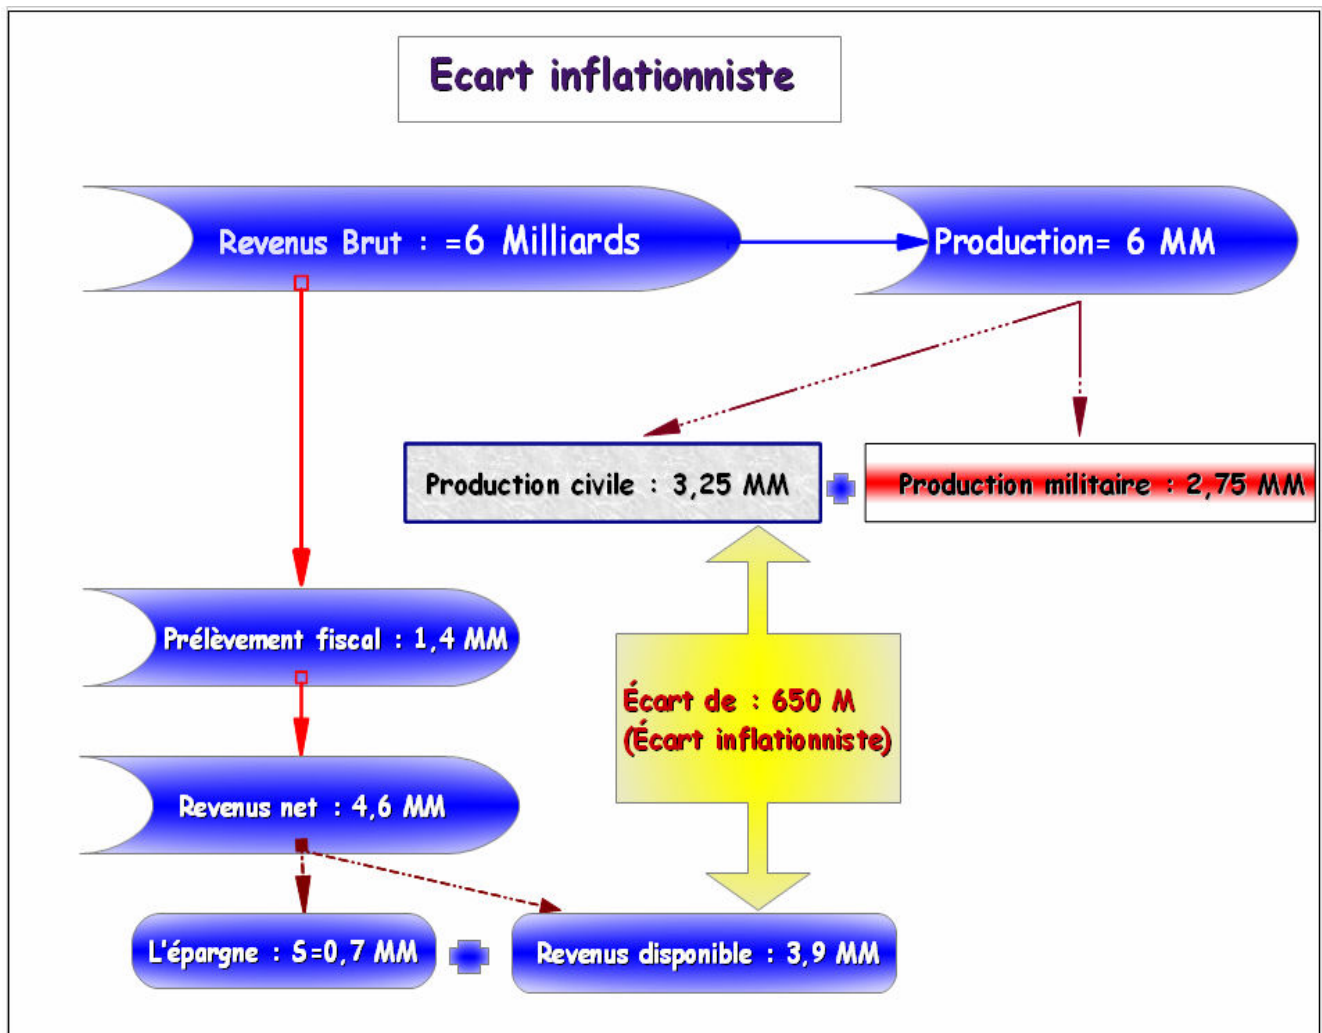 Ecart inflationniste
Revenus Brut : =6 Milliards
Production= 6 MM
Production civile : 3,25 MM
Production militaire : 2,75 MM
Prélèvement fiscal : 1,4 MM
Écart de : 650 M
(Écart inflationniste)
Revenus net : 4,6 MM
L'épargne : S=0,7 MM
Revenus disponible : 3,9 MM